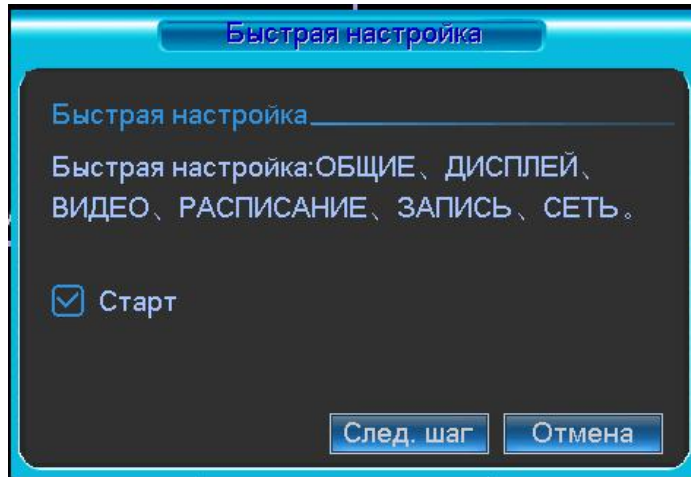 Быстрая настройка
Быстрая настройка
Быстрая настройка:ОБЩИЕ、ДИСПЛЕЙ、
ВИДЕО、РАСПИСАНИЕ、ЗАПИСЬ、СЕТЬ。
Старт
След. шаг Отмена